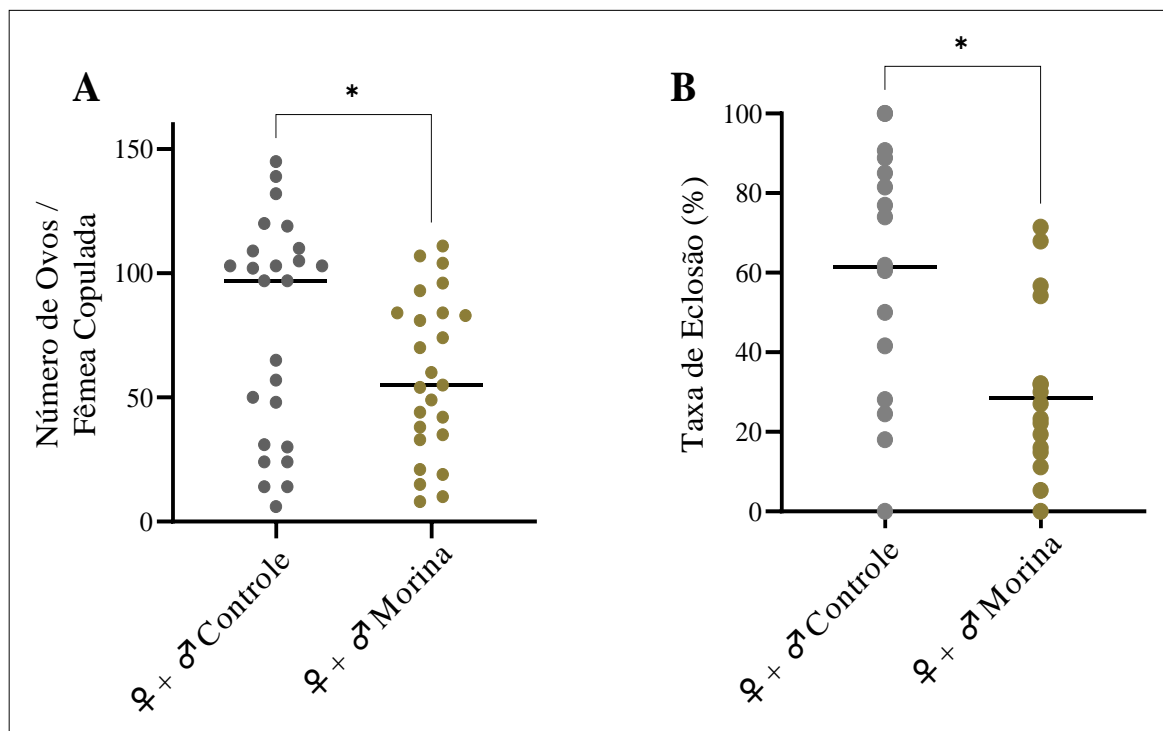 A
*
150
100
50
0
Número de Ovos /
Fêmea Copulada
♀ + ♂ Controle
♀ + ♂ Morina
B
*
100
80
60
40
20
0
Taxa de Eclosão (%)
♀ + ♂ Controle
♀ + ♂ Morina